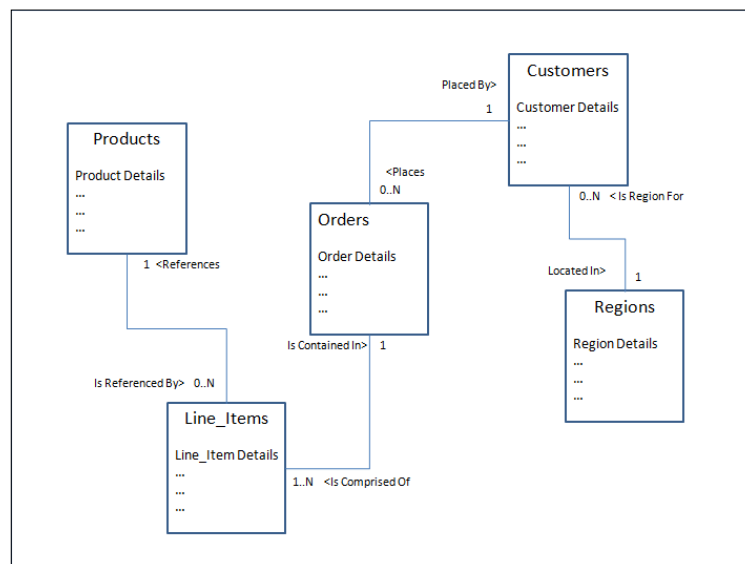 Customers
Customer Details
...
...
...
Placed By>
1
Products
Product Details
...
...
...
<Places
0..N
0..N < Is Region For
Orders
Order Details
...
...
...
1 <References
Located In>
1
Regions
Region Details
...
...
...
Is Contained In> 1
Is Referenced By> 0..N
Line_Items
Line_Item Details
...
...
...
1..N <Is Comprised Of